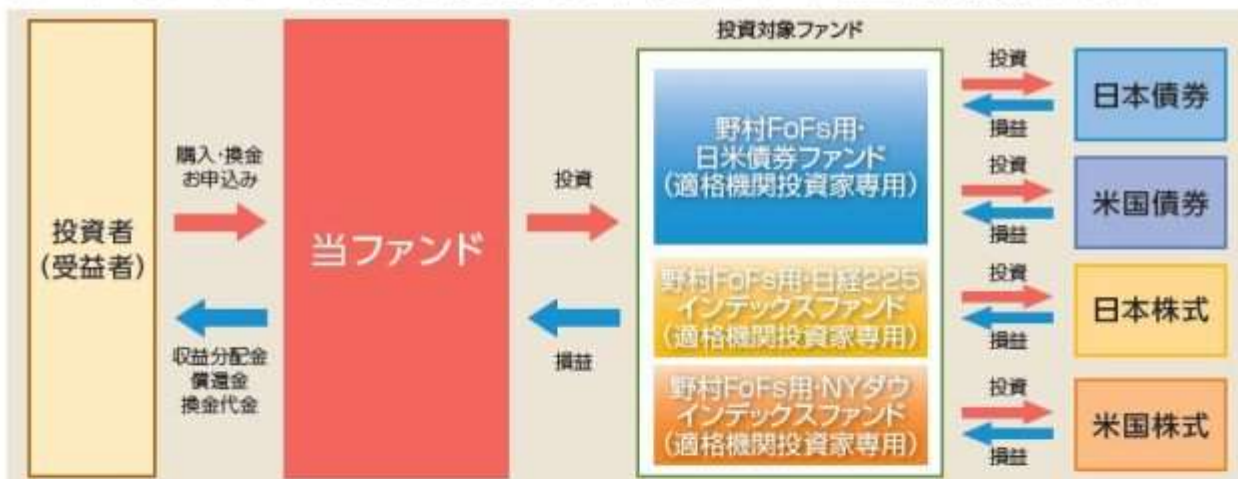 投資対象ファンド
投資者
(受益者)
購入・換金
お申込み
収益分配金
償還金
換金代金
当ファンド
投資
損益
野村FoFs用・
日米債券ファンド
(適格機関投資家専用)
野村FoFs用・日経225
インデックスファンド
(適格機関投資家専用)
野村FoFs用・NYダウ
インデックスファンド
(適格機関投資家専用)
投資
損益
日本債券
投資
損益
米国債券
投資
損益
日本株式
投資
損益
米国株式